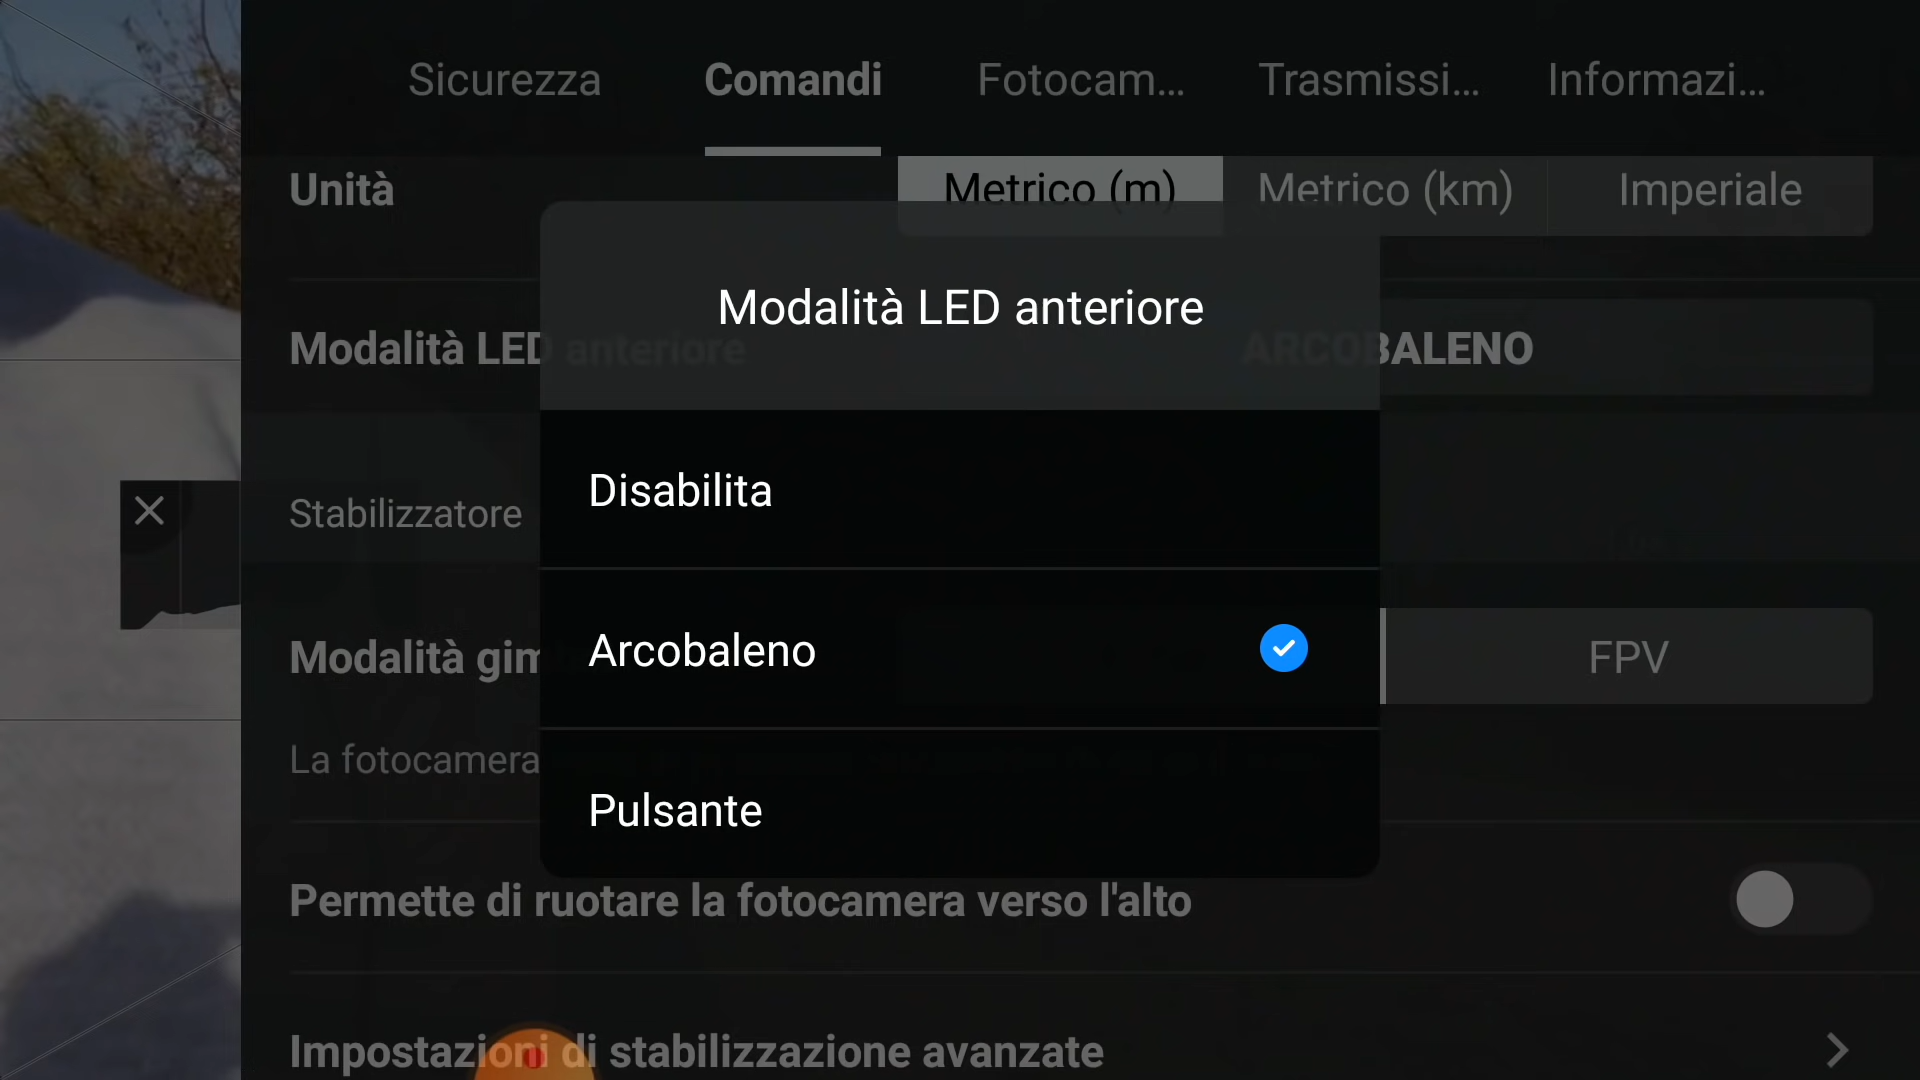 Sicurezza Comandi Fotocam... Trasmissi... Informazi...
Unità Metrico (m) Metrico (km) Imperiale
Modalità LED anteriore
Modalità LED anteriore ARCOBALENO
Disabilita
Stabilizzatore
Arcobaleno
Modalità gim FPV
La fotocamera
Pulsante
Permette di ruotare la fotocamera verso l'alto
Impostazioni di stabilizzazione avanzate